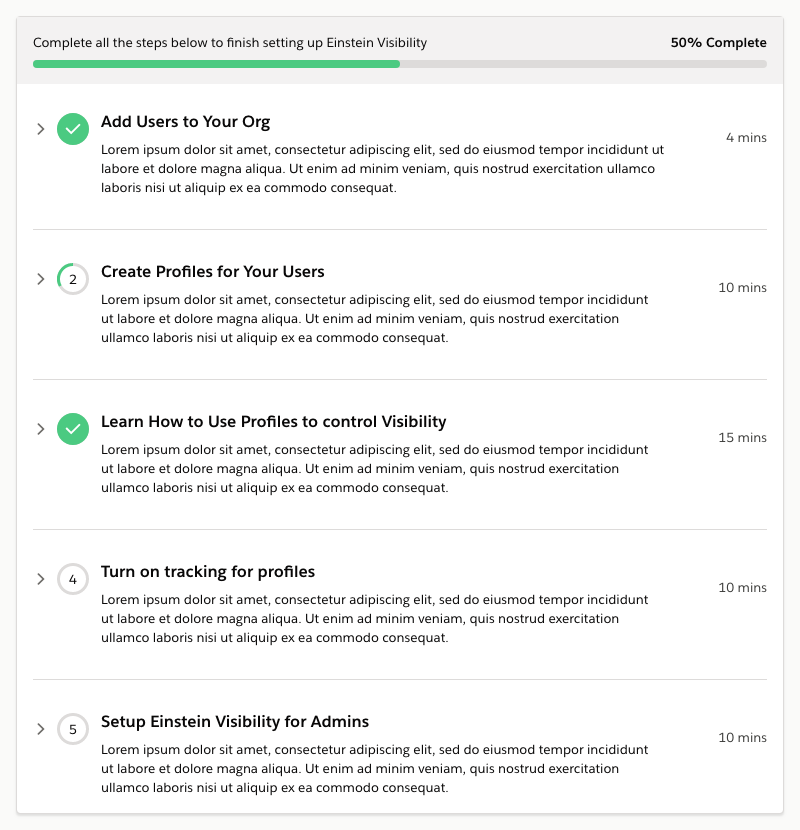 Complete all the steps below to finish setting up Einstein Visibility
50% Complete
Add Users to Your Org
4 mins
Lorem ipsum dolor sit amet, consectetur adipiscing elit, sed do eiusmod tempor incididunt ut
labore et dolore magna aliqua. Ut enim ad minim veniam, quis nostrud exercitation ullamco
laboris nisi ut aliquip ex ea commodo consequat.
2
Create Profiles for Your Users
10 mins
Lorem ipsum dolor sit amet, consectetur adipiscing elit, sed do eiusmod tempor incididunt
ut labore et dolore magna aliqua. Ut enim ad minim veniam, quis nostrud exercitation
ullamco laboris nisi ut aliquip ex ea commodo consequat.
Learn How to Use Profiles to control Visibility
15 mins
Lorem ipsum dolor sit amet, consectetur adipiscing elit, sed do eiusmod tempor incididunt
ut labore et dolore magna aliqua. Ut enim ad minim veniam, quis nostrud exercitation
ullamco laboris nisi ut aliquip ex ea commodo consequat.
4
Turn on tracking for profiles
10 mins
Lorem ipsum dolor sit amet, consectetur adipiscing elit, sed do eiusmod tempor incididunt
ut labore et dolore magna aliqua. Ut enim ad minim veniam, quis nostrud exercitation
ullamco laboris nisi ut aliquip ex ea commodo consequat.
5
Setup Einstein Visibility for Admins
10 mins
Lorem ipsum dolor sit amet, consectetur adipiscing elit, sed do eiusmod tempor incididunt
ut labore et dolore magna aliqua. Ut enim ad minim veniam, quis nostrud exercitation
ullamco laboris nisi ut aliquip ex ea commodo consequat.